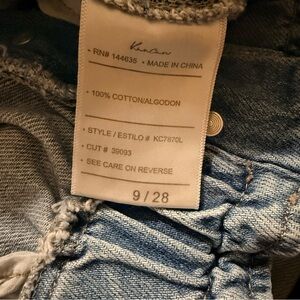 KanCan
• RN# 144635 • MADE IN CHINA
• 100% COTTON/ALGODON
• STYLE / ESTILO # KC7870L
• CUT # 39093
• SEE CARE ON REVERSE
9 / 28